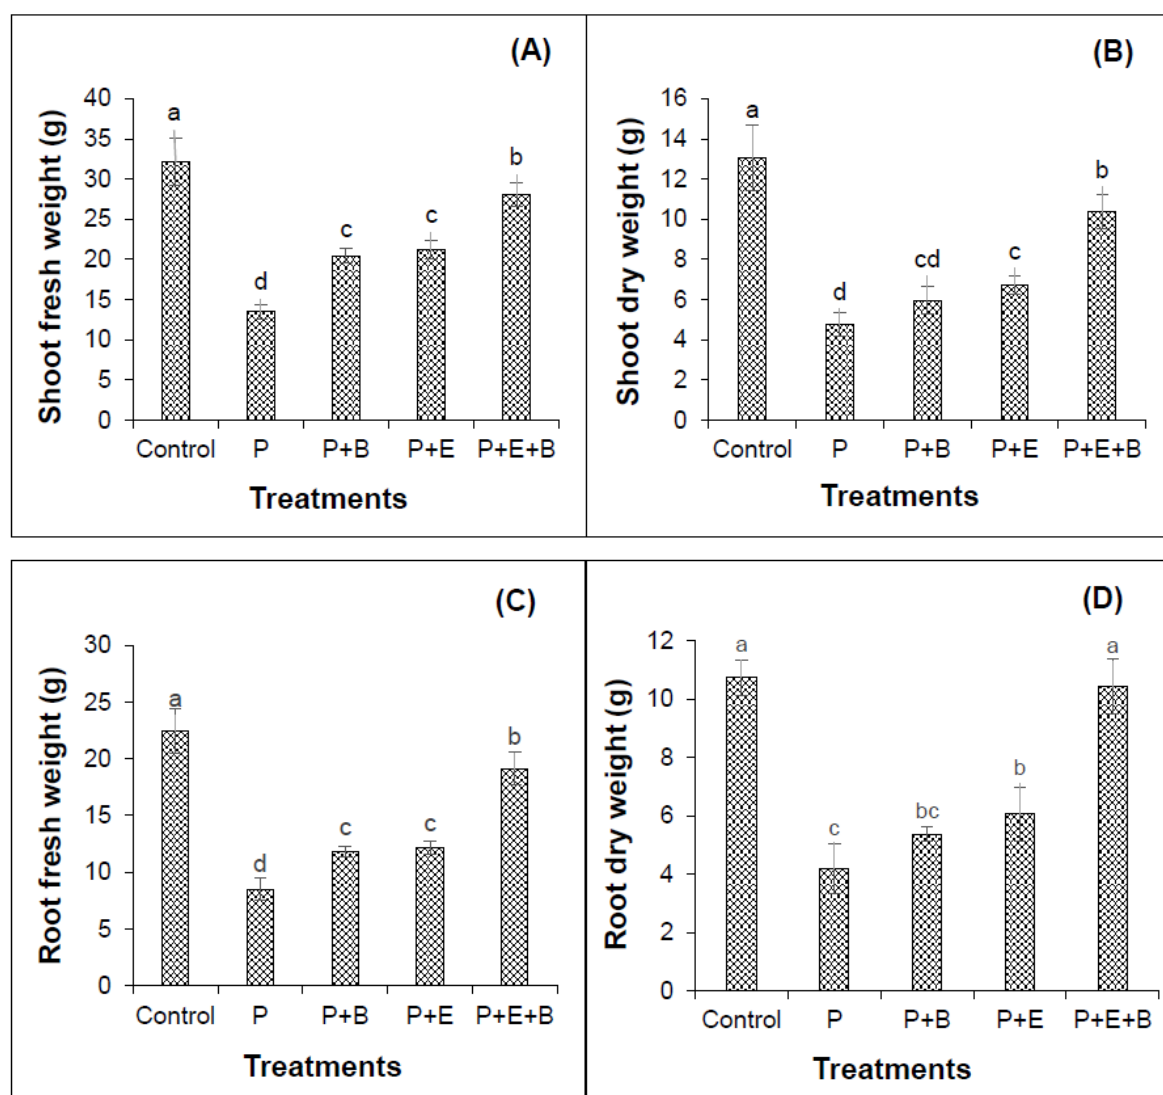 (A)
Shoot fresh weight (g)
40
35
30
25
20
15
10
5
0
a
d
c
c
b
Control P P+B P+E P+E+B
Treatments
(B)
Shoot dry weight (g)
16
14
12
10
8
6
4
2
0
a
d
cd
c
b
Control P P+B P+E P+E+B
Treatments
(C)
Root fresh weight (g)
30
25
20
15
10
5
0
a
d
c
c
b
Control P P+B P+E P+E+B
Treatments
(D)
Root dry weight (g)
12
10
8
6
4
2
0
a
c
bc
b
a
Control P P+B P+E P+E+B
Treatments